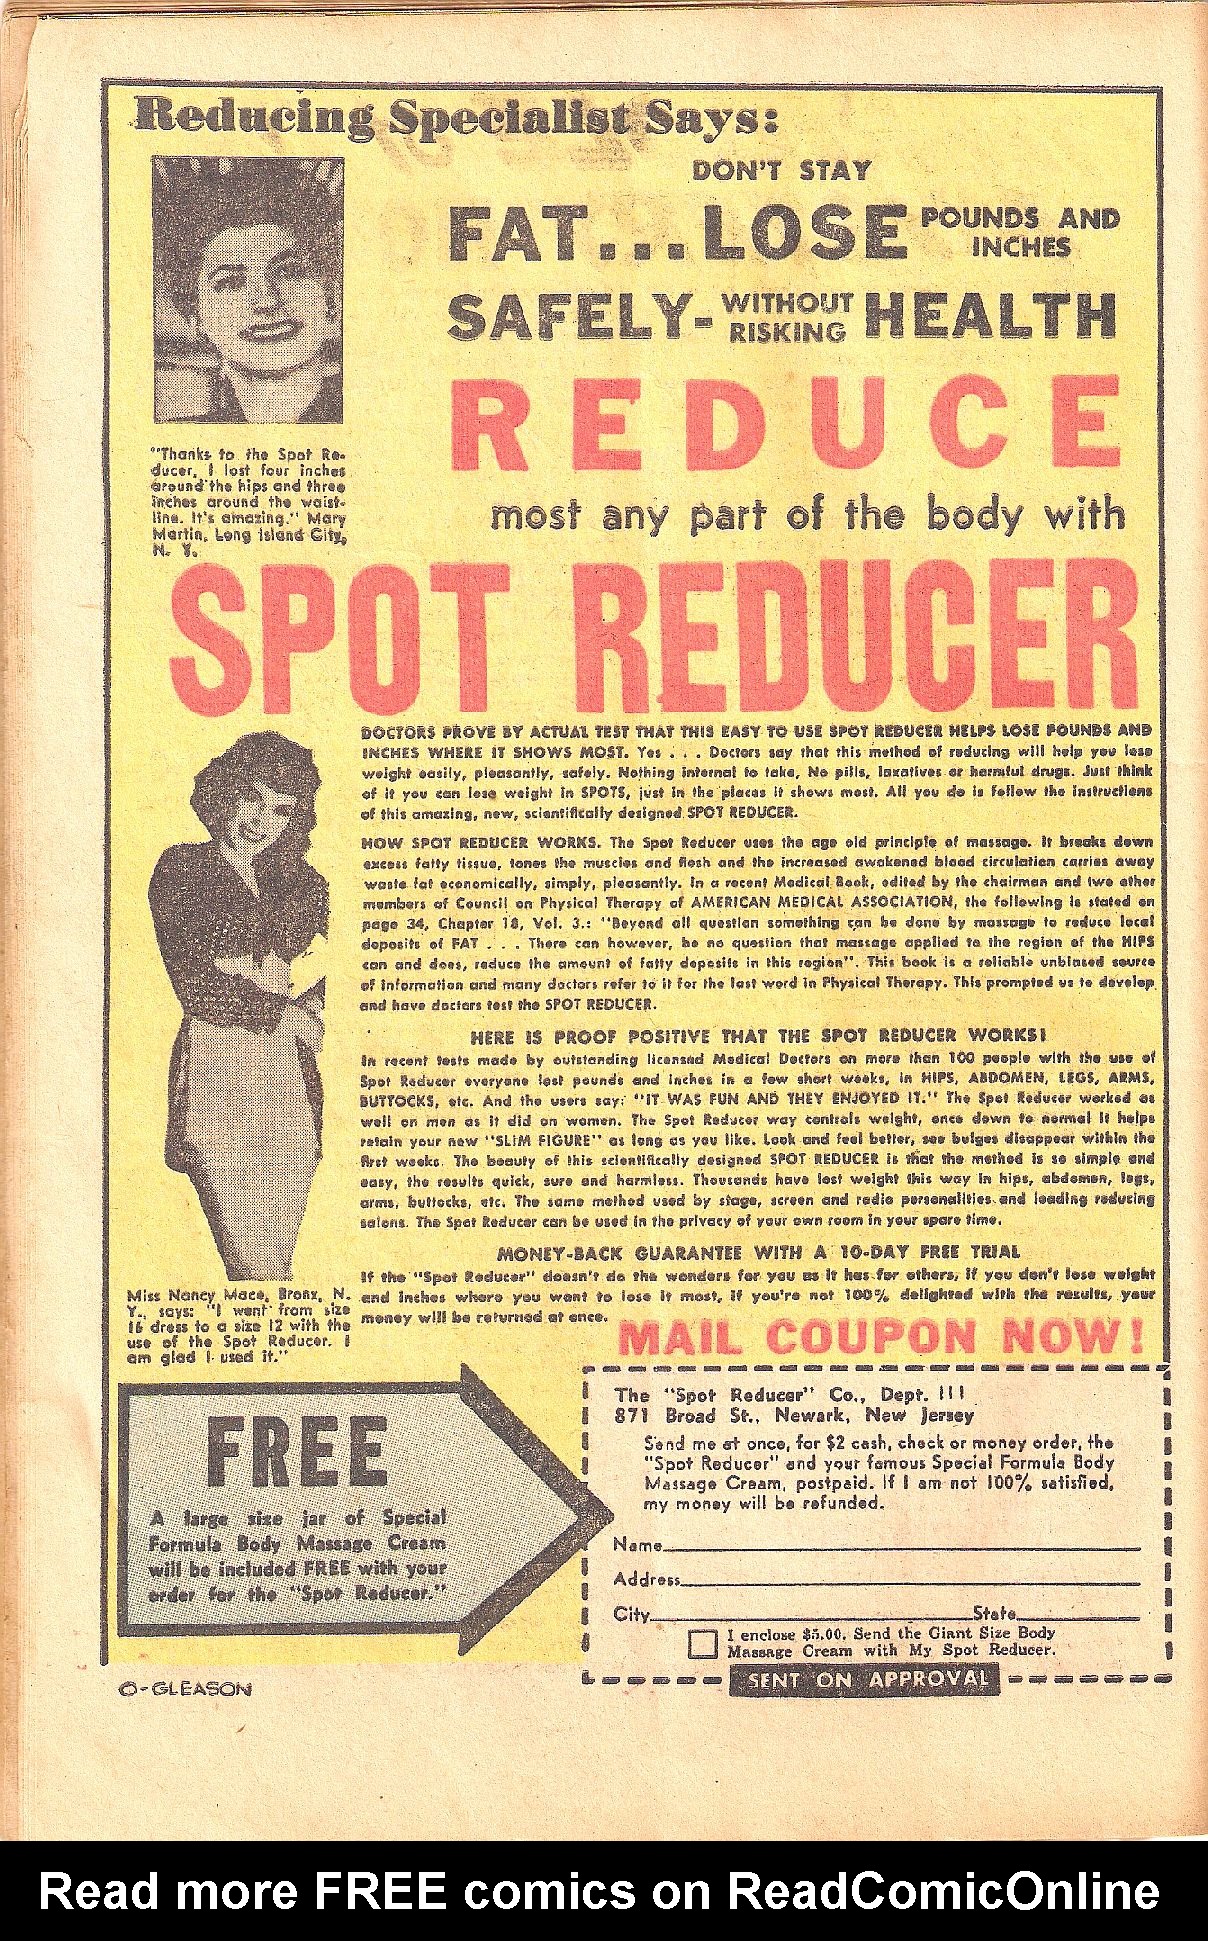 Reducing Specialist Says:
DON'T STAY
FAT...LOSE POUNDS AND INCHES
SAFELY- WITHOUT RISKING HEALTH
REDUCE
most any part of the body with
SPOT REDUCER
"Thanks to the Spot Re-
ducer, I lost four inches
around the hips and three
inches around the waist-
line. It's amazing." Mary
Martin, Long Island City,
N. Y.
DOCTORS PROVE BY ACTUAL TEST THAT THIS EASY TO USE SPOT REDUCER HELPS LOSE POUNDS AND
INCHES WHERE IT SHOWS MOST. Yes . . . Doctors say that this method of reducing will help you lose
weight easily, pleasantly, safely. Nothing internal to take, No pills, laxatives or harmful drugs. Just think
of it you can lose weight in SPOTS, just in the places it shows most. All you do is follow the instructions
of this amazing, new, scientifically designed SPOT REDUCER.
HOW SPOT REDUCER WORKS. The Spot Reducer uses the age old principle of massage. It breaks down
excess fatty tissue, tones the muscles and flesh and the increased awakened blood circulation carries away
waste fat economically, simply, pleasantly. In a recent Medical Book, edited by the chairman and two other
members of Council on Physical Therapy of AMERICAN MEDICAL ASSOCIATION, the following is stated on
page 34, Chapter 18, Vol. 3.: "Beyond all question something can be done by massage to reduce local
deposits of FAT . . . There can however, be no question that massage applied to the region of the HIPS
can and does, reduce the amount of fatty deposits in this region". This book is a reliable unbiased source
of information and many doctors refer to it for the last word in Physical Therapy. This prompted us to develop
and have doctors test the SPOT REDUCER.
HERE IS PROOF POSITIVE THAT THE SPOT REDUCER WORKS!
In recent tests made by outstanding licensed Medical Doctors on more than 100 people with the use of
Spot Reducer everyone lost pounds and inches in a few short weeks, in HIPS, ABDOMEN, LEGS, ARMS,
BUTTOCKS, etc. And the users say: "IT WAS FUN AND THEY ENJOYED IT." The Spot Reducer worked as
well on men as it did on women. The Spot Reducer way controls weight, once down to normal it helps
retain your new "SLIM FIGURE" as long as you like. Look and feel better, see bulges disappear within the
first weeks. The beauty of this scientifically designed SPOT REDUCER is that the method is so simple and
easy, the results quick, sure and harmless. Thousands have lost weight this way in hips, abdomen, legs,
arms, buttocks, etc. The same method used by stage, screen and radio personalities and leading reducing
salons. The Spot Reducer can be used in the privacy of your own room in your spare time.
MONEY-BACK GUARANTEE WITH A 10-DAY FREE TRIAL
If the "Spot Reducer" doesn't do the wonders for you as it has for others, if you don't lose weight
and inches where you want to lose it most, if you're not 100% delighted with the results, your
money will be returned at once.
Miss Nancy Mace, Bronx, N.
Y., says: "I went from size
16 dress to a size 12 with the
use of the Spot Reducer. I
am glad I used it."
MAIL COUPON NOW!
FREE
A large size jar of Special
Formula Body Massage Cream
will be included FREE with your
order for the "Spot Reducer."
The "Spot Reducer" Co., Dept. 111
871 Broad St., Newark, New Jersey
Send me at once, for $2 cash, check or money order, the
"Spot Reducer" and your famous Special Formula Body
Massage Cream, postpaid. If I am not 100% satisfied,
my money will be refunded.
Name
Address
City State
I enclose $5.00. Send the Giant Size Body
Massage Cream with My Spot Reducer.
SENT ON APPROVAL
O-GLEASON
Read more FREE comics on ReadComicOnline